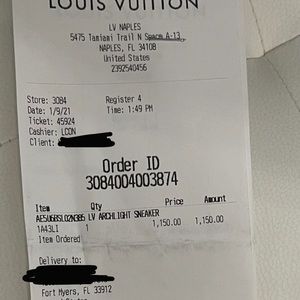 LOUIS VUITTON
LV NAPLES
5475 Tamiami Trail N Space A-13
NAPLES, FL 34108
United States
2392540456
Store: 3084 Register 4
Date: 1/9/21 Time: 1:49 PM
Ticket: 45924
Cashier: LCON
Client:
Order ID
3084004003874
Item Qty Price Amount
LV ARCHLIGHT SNEAKER
1A43LI 1 1,150.00 1,150.00
Item Ordered
Delivery to:
Fort Myers, FL 33912